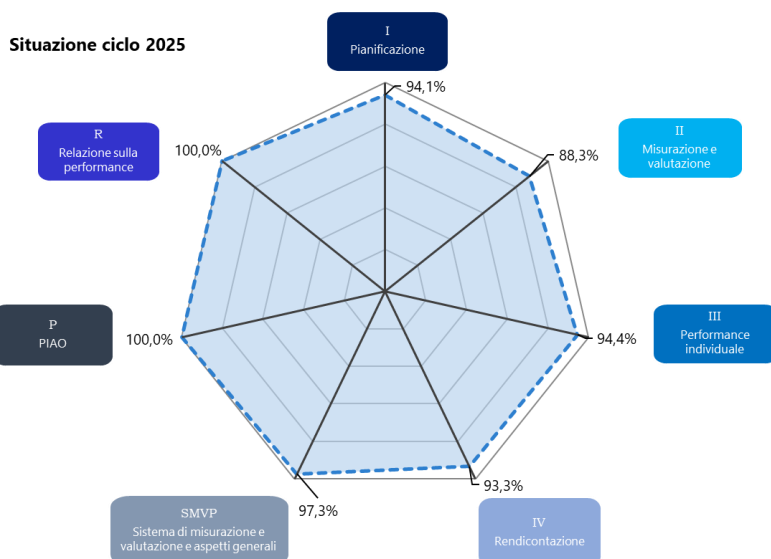 Situazione ciclo 2025
I
Pianificazione
94,1%
II
Misurazione e
valutazione
88,3%
III
Performance
individuale
94,4%
IV
Rendicontazione
93,3%
SMVP
Sistema di misurazione e
valutazione e aspetti generali
97,3%
P
PIAO
100,0%
R
Relazione sulla
performance
100,0%